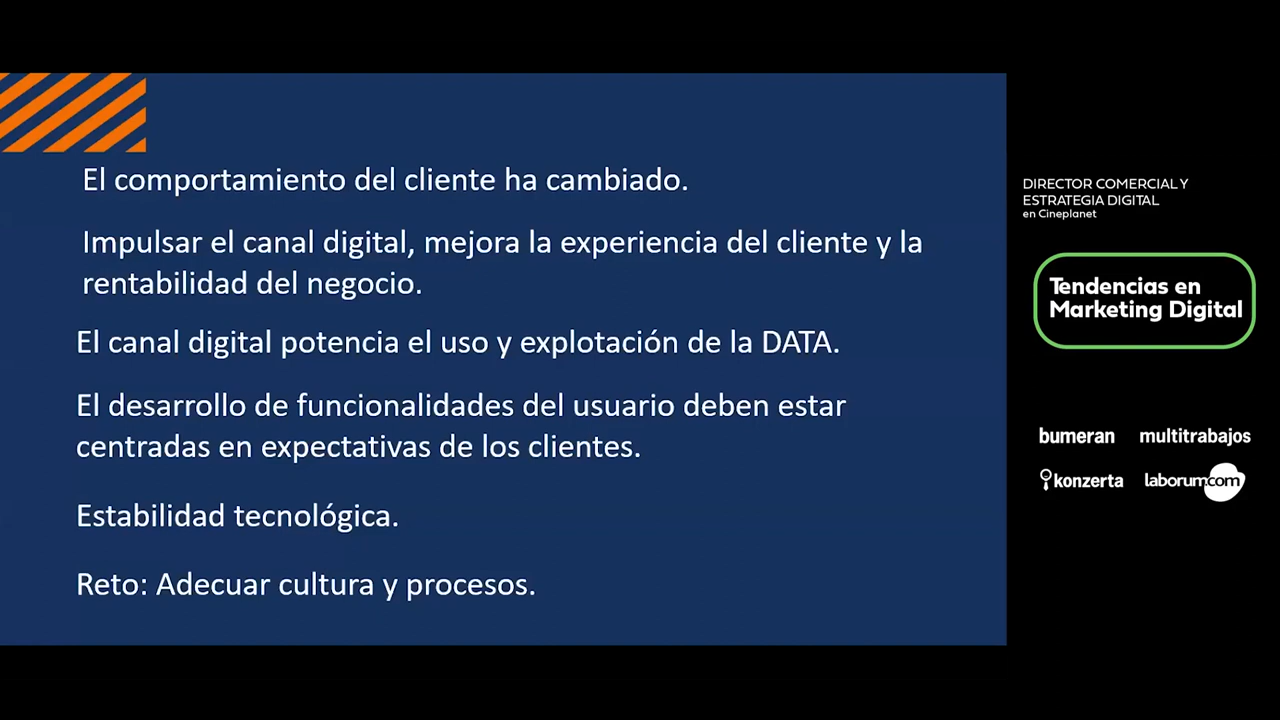 El comportamiento del cliente ha cambiado.
Impulsar el canal digital, mejora la experiencia del cliente y la
rentabilidad del negocio.
El canal digital potencia el uso y explotación de la DATA.
El desarrollo de funcionalidades del usuario deben estar
centradas en expectativas de los clientes.
Estabilidad tecnológica.
Reto: Adecuar cultura y procesos.
DIRECTOR COMERCIAL Y
ESTRATEGIA DIGITAL
en Cineplanet
Tendencias en
Marketing Digital
bumeran multitrabajos
konzerta laborum.com